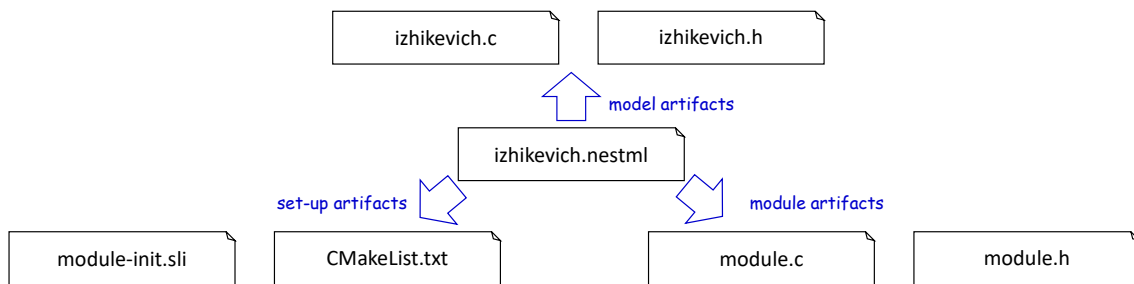 izhikevich.c
izhikevich.h
model artifacts
izhikevich.nestml
set-up artifacts
module artifacts
module-init.sli
CMakeList.txt
module.c
module.h